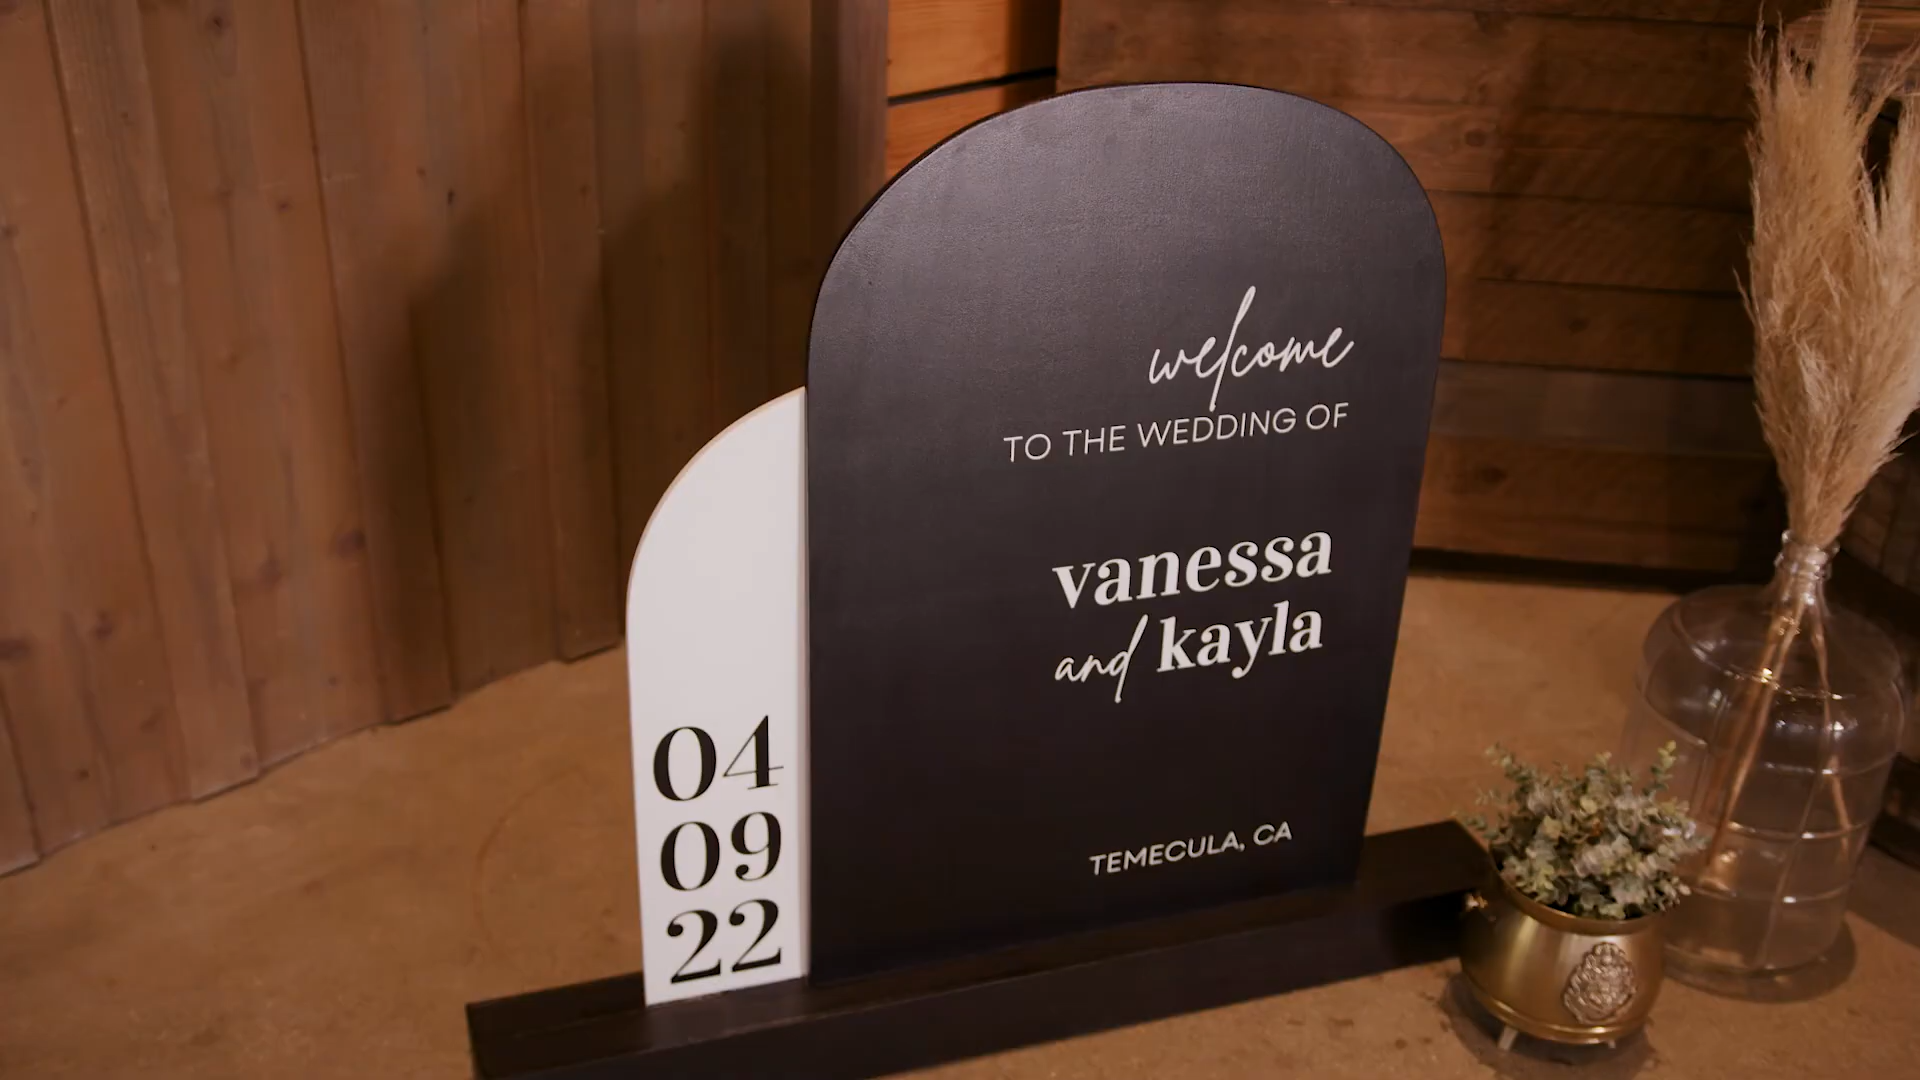 welcome
TO THE WEDDING OF
vanessa
and kayla
TEMECULA, CA
04
09
22